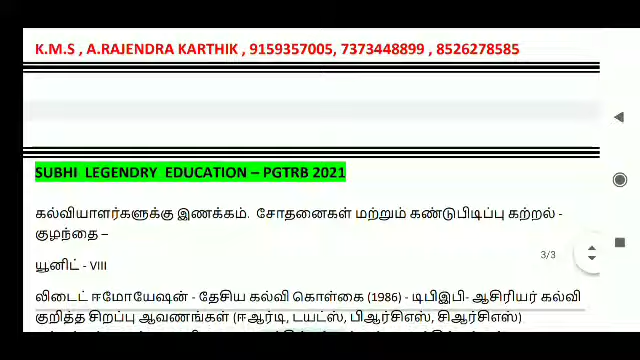 K.M.S , A.RAJENDRA KARTHIK , 9159357005, 7373448899 , 8526278585
SUBHI LEGENDRY EDUCATION – PGTRB 2021
கல்வியாளர்களுக்கு இணக்கம். சோதனைகள் மற்றும் கண்டுபிடிப்பு கற்றல் -
குழந்தை –
3/3
யூனிட் - VIII
லிடைட் ஈமோயேஷன் - தேசிய கல்வி கொள்கை (1986) - டிபிஇபி- ஆசிரியர் கல்வி
குறித்த சிறப்பு ஆவணங்கள் (ஈஆர்டி, டயட்ஸ், பிஆர்சிஎஸ், சிஆர்சிஎஸ்)